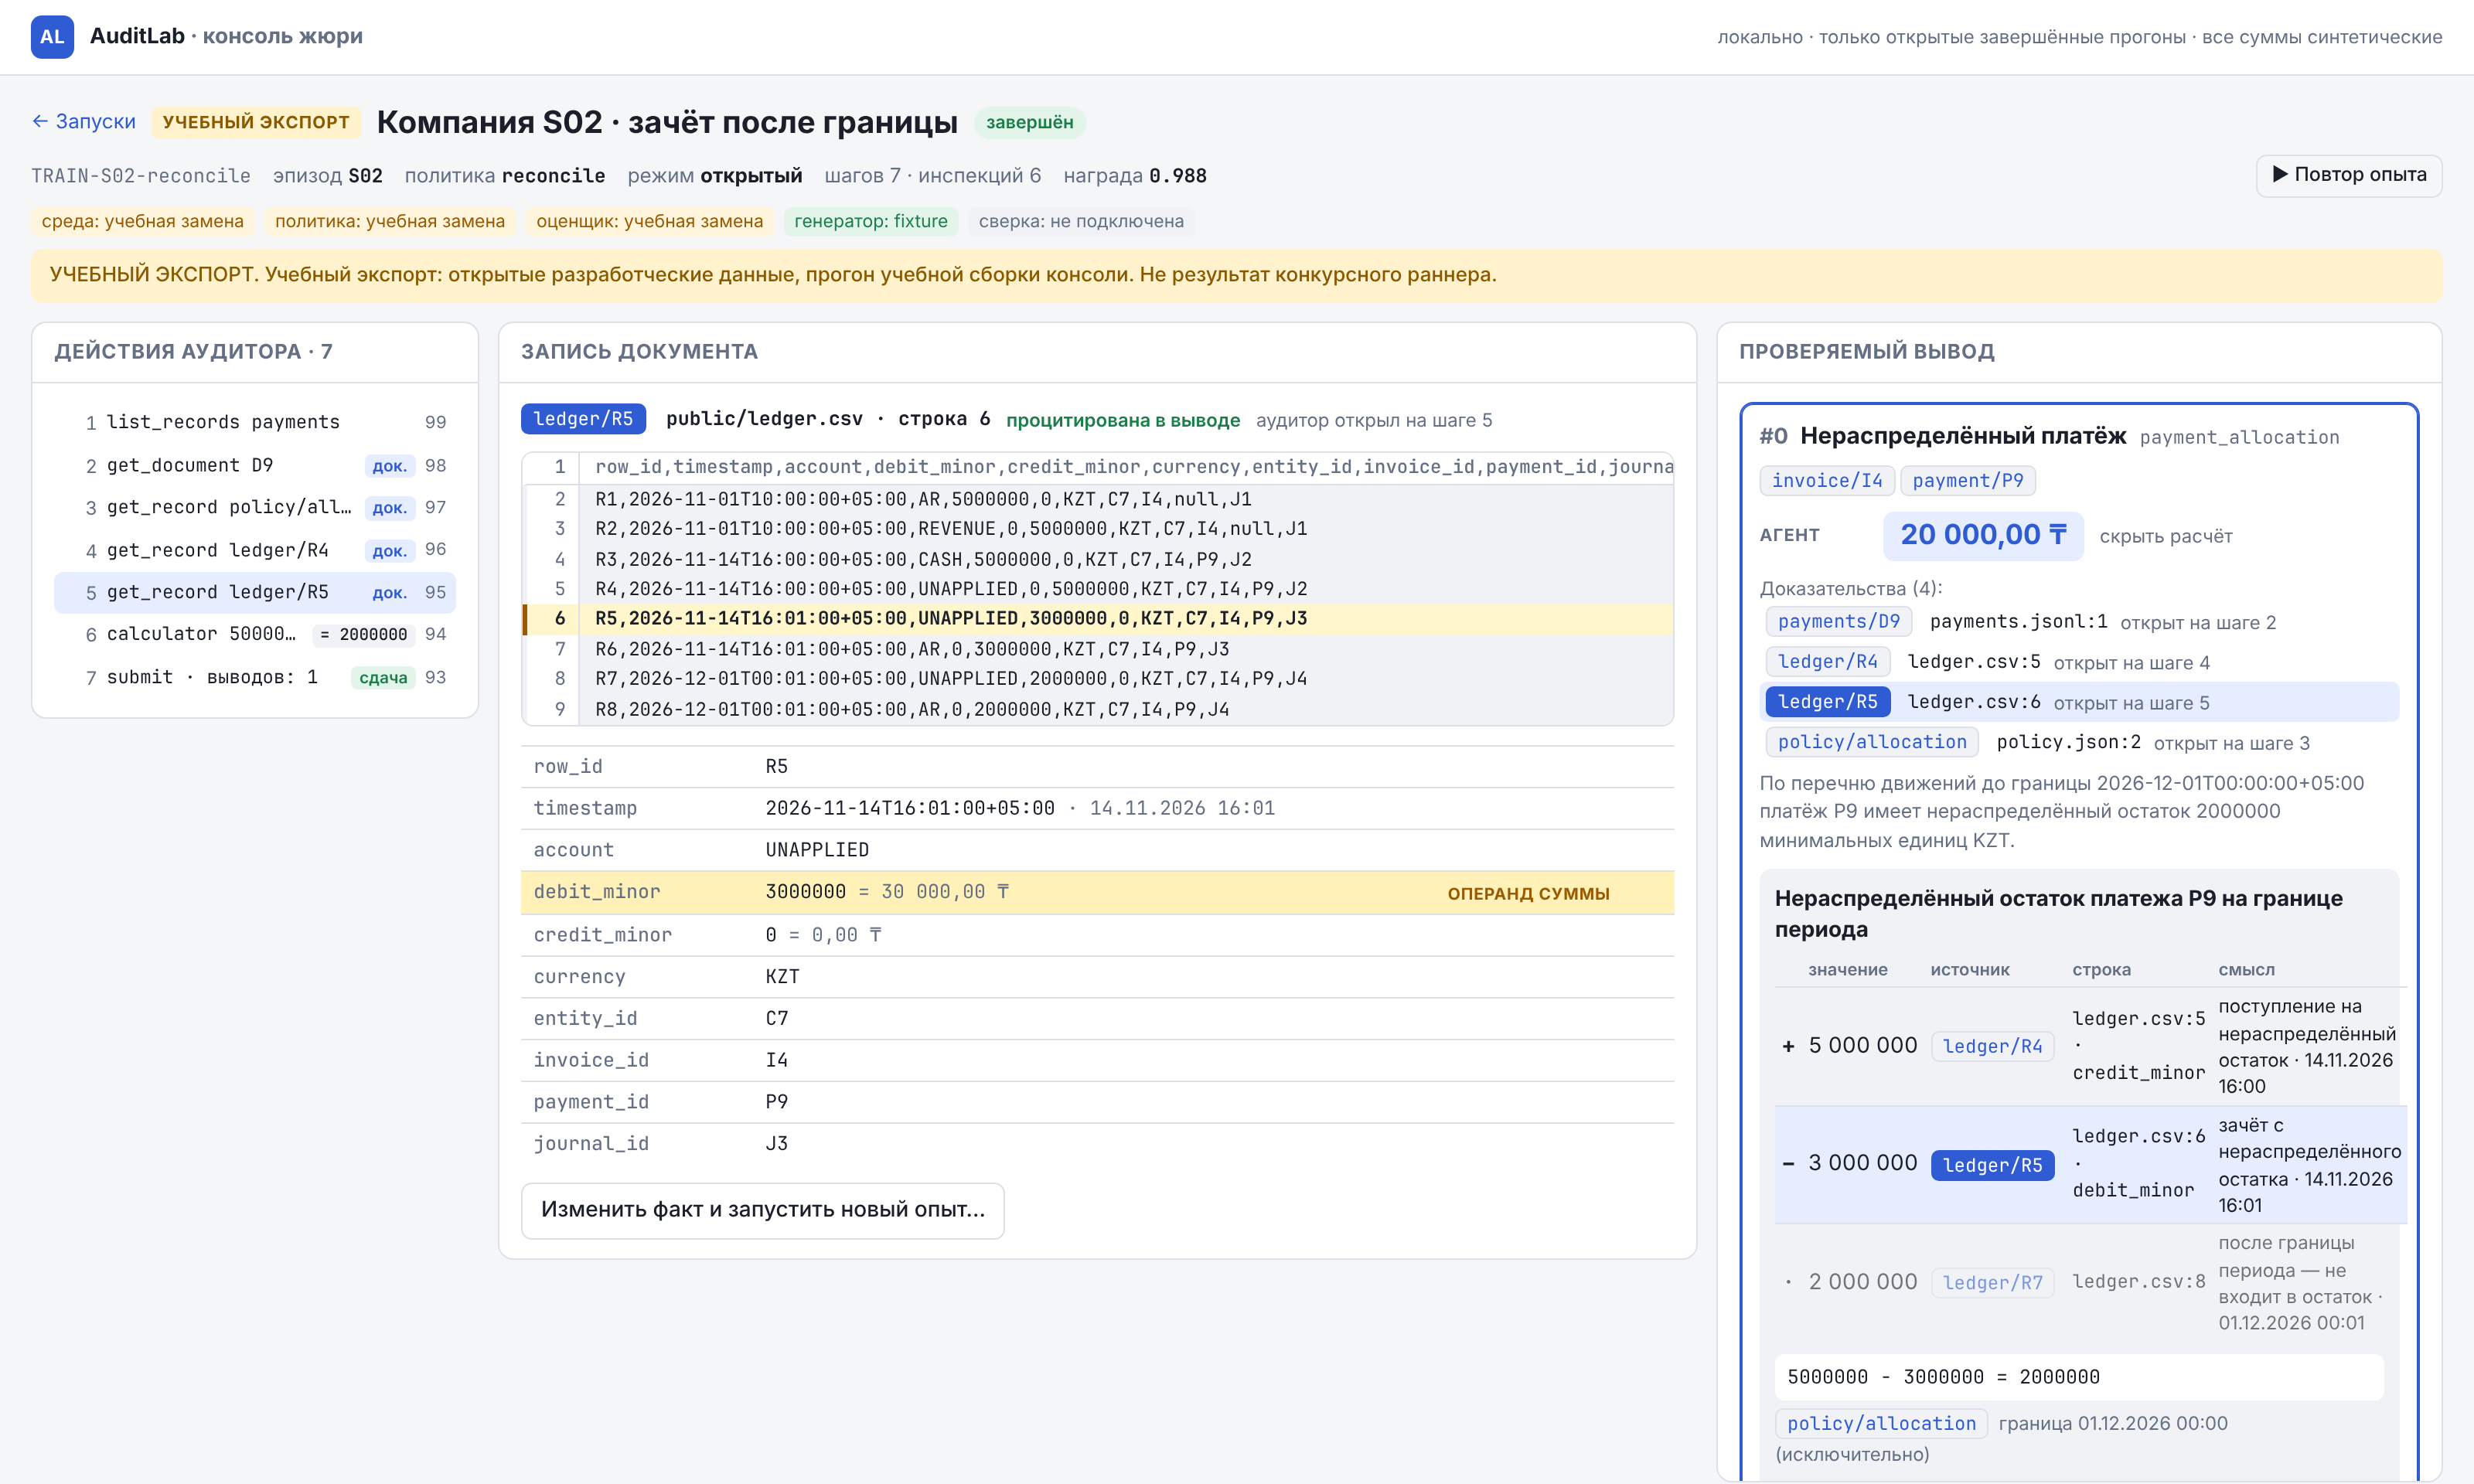 AL AuditLab · консоль жюри
локально · только открытые завершённые прогоны · все суммы синтетические
← Запуски УЧЕБНЫЙ ЭКСПОРТ Компания S02 · зачёт после границы завершён
TRAIN-S02-reconcile эпизод S02 политика reconcile режим открытый шагов 7 · инспекций 6 награда 0.988
▶ Повтор опыта
среда: учебная замена политика: учебная замена оценщик: учебная замена генератор: fixture сверка: не подключена
УЧЕБНЫЙ ЭКСПОРТ. Учебный экспорт: открытые разработческие данные, прогон учебной сборки консоли. Не результат конкурсного раннера.
ДЕЙСТВИЯ АУДИТОРА · 7
1 list_records payments 99
2 get_document D9 док. 98
3 get_record policy/all… док. 97
4 get_record ledger/R4 док. 96
5 get_record ledger/R5 док. 95
6 calculator 50000… = 2000000 94
7 submit · выводов: 1 сдача 93
ЗАПИСЬ ДОКУМЕНТА
ledger/R5 public/ledger.csv · строка 6 процитирована в выводе аудитор открыл на шаге 5
1 row_id,timestamp,account,debit_minor,credit_minor,currency,entity_id,invoice_id,payment_id,journa
2 R1,2026-11-01T10:00:00+05:00,AR,5000000,0,KZT,C7,I4,null,J1
3 R2,2026-11-01T10:00:00+05:00,REVENUE,0,5000000,KZT,C7,I4,null,J1
4 R3,2026-11-14T16:00:00+05:00,CASH,5000000,0,KZT,C7,I4,P9,J2
5 R4,2026-11-14T16:00:00+05:00,UNAPPLIED,0,5000000,KZT,C7,I4,P9,J2
6 R5,2026-11-14T16:01:00+05:00,UNAPPLIED,3000000,0,KZT,C7,I4,P9,J3
7 R6,2026-11-14T16:01:00+05:00,AR,0,3000000,KZT,C7,I4,P9,J3
8 R7,2026-12-01T00:01:00+05:00,UNAPPLIED,2000000,0,KZT,C7,I4,P9,J4
9 R8,2026-12-01T00:01:00+05:00,AR,0,2000000,KZT,C7,I4,P9,J4
row_id R5
timestamp 2026-11-14T16:01:00+05:00 · 14.11.2026 16:01
account UNAPPLIED
debit_minor 3000000 = 30 000,00 ₸ ОПЕРАНД СУММЫ
credit_minor 0 = 0,00 ₸
currency KZT
entity_id C7
invoice_id I4
payment_id P9
journal_id J3
Изменить факт и запустить новый опыт…
ПРОВЕРЯЕМЫЙ ВЫВОД
#0 Нераспределённый платёж payment_allocation
invoice/I4 payment/P9
АГЕНТ 20 000,00 ₸ скрыть расчёт
Доказательства (4):
payments/D9 payments.jsonl:1 открыт на шаге 2
ledger/R4 ledger.csv:5 открыт на шаге 4
ledger/R5 ledger.csv:6 открыт на шаге 5
policy/allocation policy.json:2 открыт на шаге 3
По перечню движений до границы 2026-12-01T00:00:00+05:00
платёж P9 имеет нераспределённый остаток 2000000
минимальных единиц KZT.
Нераспределённый остаток платежа P9 на границе
периода
значение источник строка смысл
+ 5 000 000 ledger/R4 ledger.csv:5 · credit_minor поступление на нераспределённый остаток · 14.11.2026 16:00
− 3 000 000 ledger/R5 ledger.csv:6 · debit_minor зачёт с нераспределённого остатка · 14.11.2026 16:01
· 2 000 000 ledger/R7 ledger.csv:8 после границы периода — не входит в остаток · 01.12.2026 00:01
5000000 - 3000000 = 2000000
policy/allocation граница 01.12.2026 00:00
(исключительно)